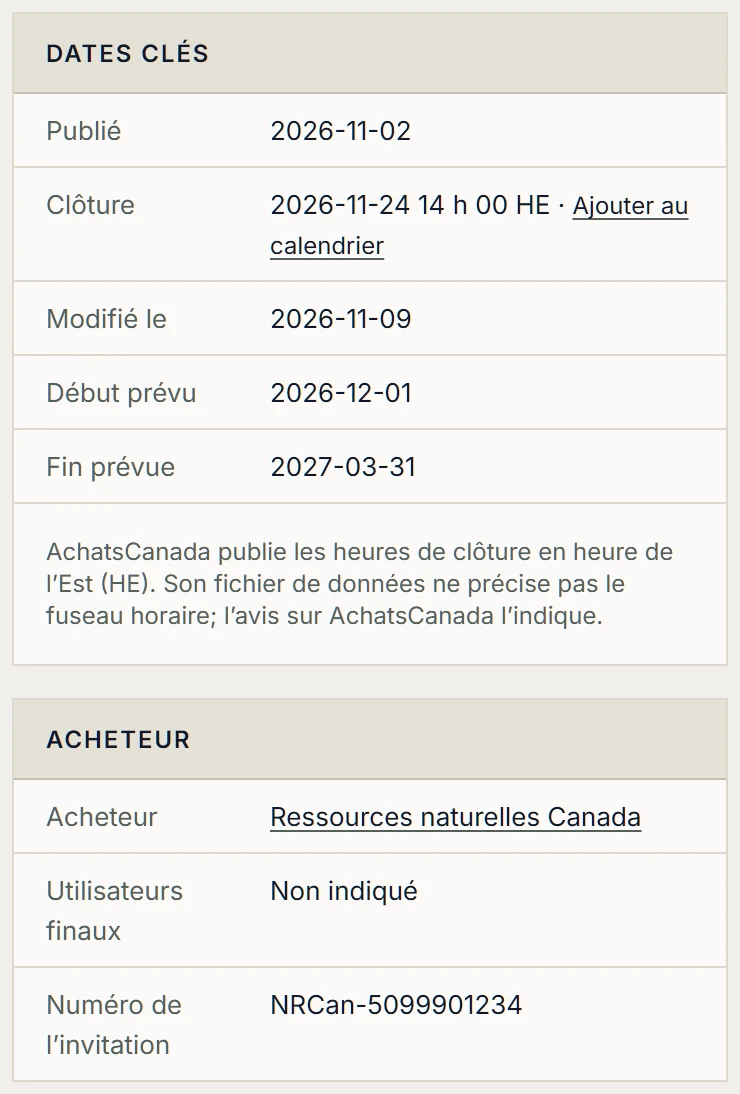 DATES CLÉS
Publié 2026-11-02
Clôture 2026-11-24 14 h 00 HE · Ajouter au
calendrier
Modifié le 2026-11-09
Début prévu 2026-12-01
Fin prévue 2027-03-31
AchatsCanada publie les heures de clôture en heure de
l’Est (HE). Son fichier de données ne précise pas le
fuseau horaire; l’avis sur AchatsCanada l’indique.
ACHETEUR
Acheteur Ressources naturelles Canada
Utilisateurs Non indiqué
finaux
Numéro de NRCan-5099901234
l’invitation